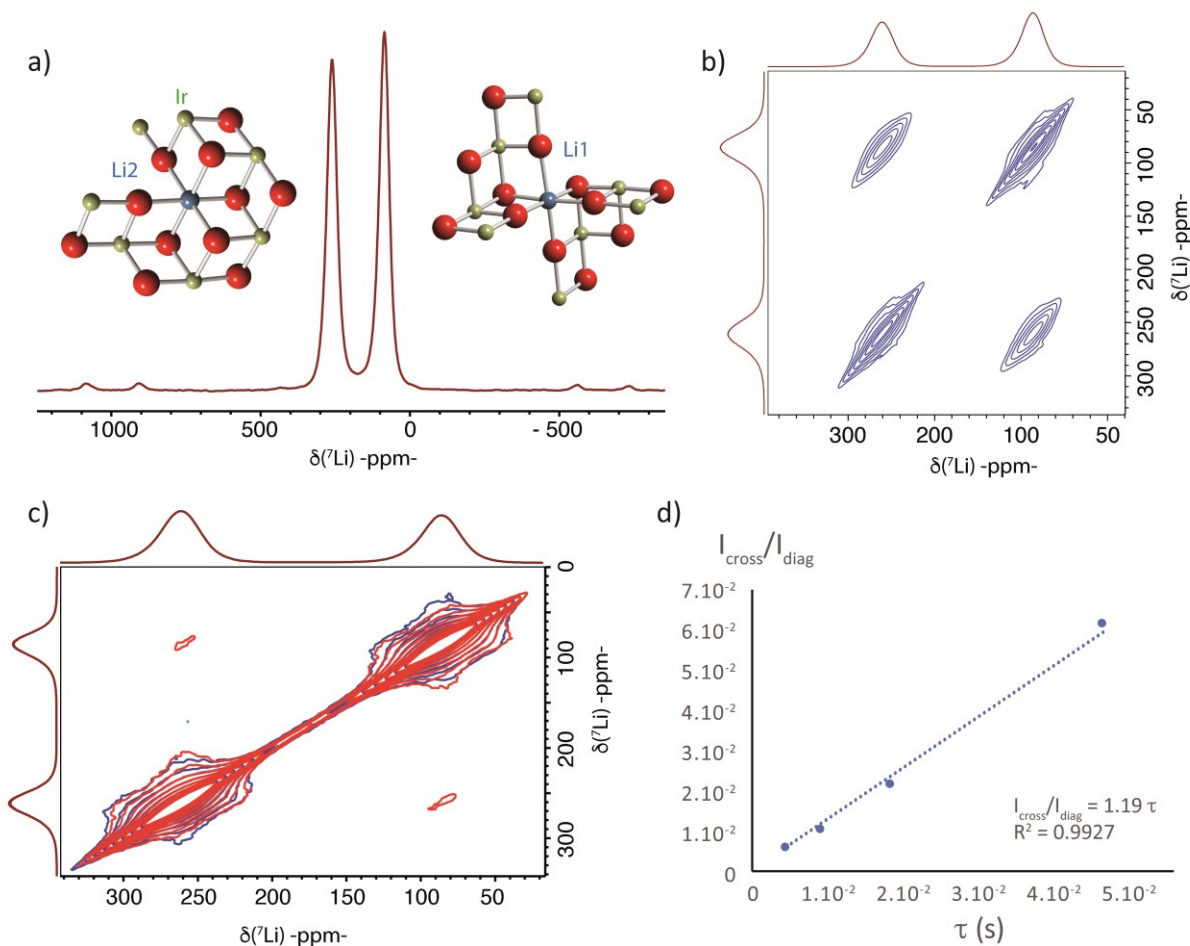 a)
Ir
Li2
Li1
1000 500 0 - 500
δ(⁷Li) -ppm-
b)
50
100
150
200
250
300
δ(⁷Li) -ppm-
300 200 100 50
δ(⁷Li) -ppm-
c)
0
100
200
300
δ(⁷Li) -ppm-
300 250 200 150 100 50
δ(⁷Li) -ppm-
d)
I_cross/I_diag
7.10⁻²
6.10⁻²
5.10⁻²
4.10⁻²
3.10⁻²
2.10⁻²
1.10⁻²
0
I_cross/I_diag = 1.19 τ
R² = 0.9927
0 1.10⁻² 2.10⁻² 3.10⁻² 4.10⁻² 5.10⁻²
τ (s)